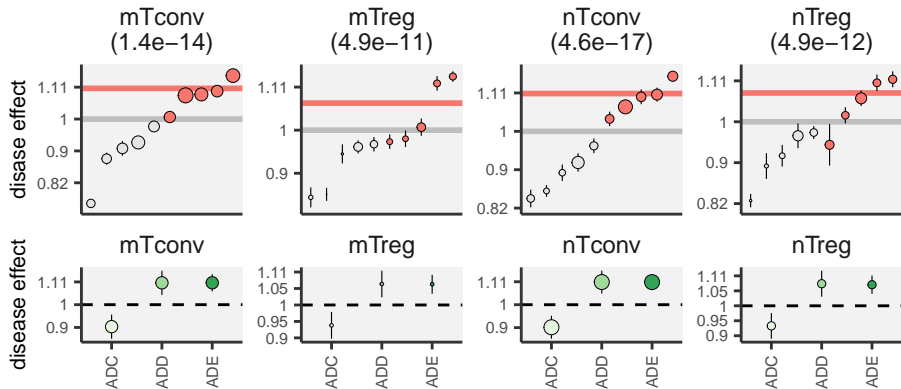 mTconv
(1.4e−14)
mTreg
(4.9e−11)
nTconv
(4.6e−17)
nTreg
(4.9e−12)
disase effect
1.11
1
0.9
0.82
1.11
1
0.9
1.11
1
0.9
0.82
1.11
1
0.9
0.82
mTconv
mTreg
nTconv
nTreg
disease effect
1.11
1
0.9
1.10
1.05
1
0.95
0.9
1.11
1
0.9
1.11
1.05
1
0.95
0.9
ADC
ADD
ADE
ADC
ADD
ADE
ADC
ADD
ADE
ADC
ADD
ADE